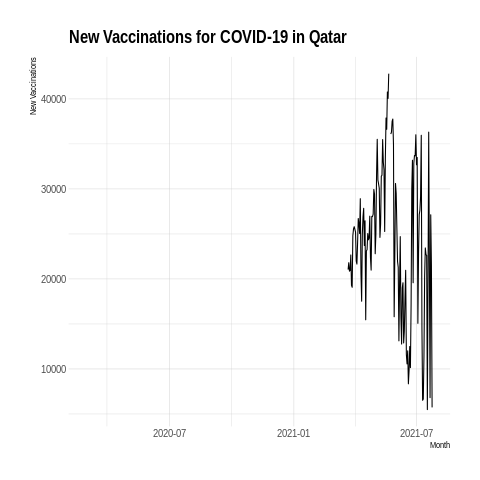 New Vaccinations for COVID-19 in Qatar
New Vaccinations
40000
30000
20000
10000
2020-07
2021-01
2021-07
Month